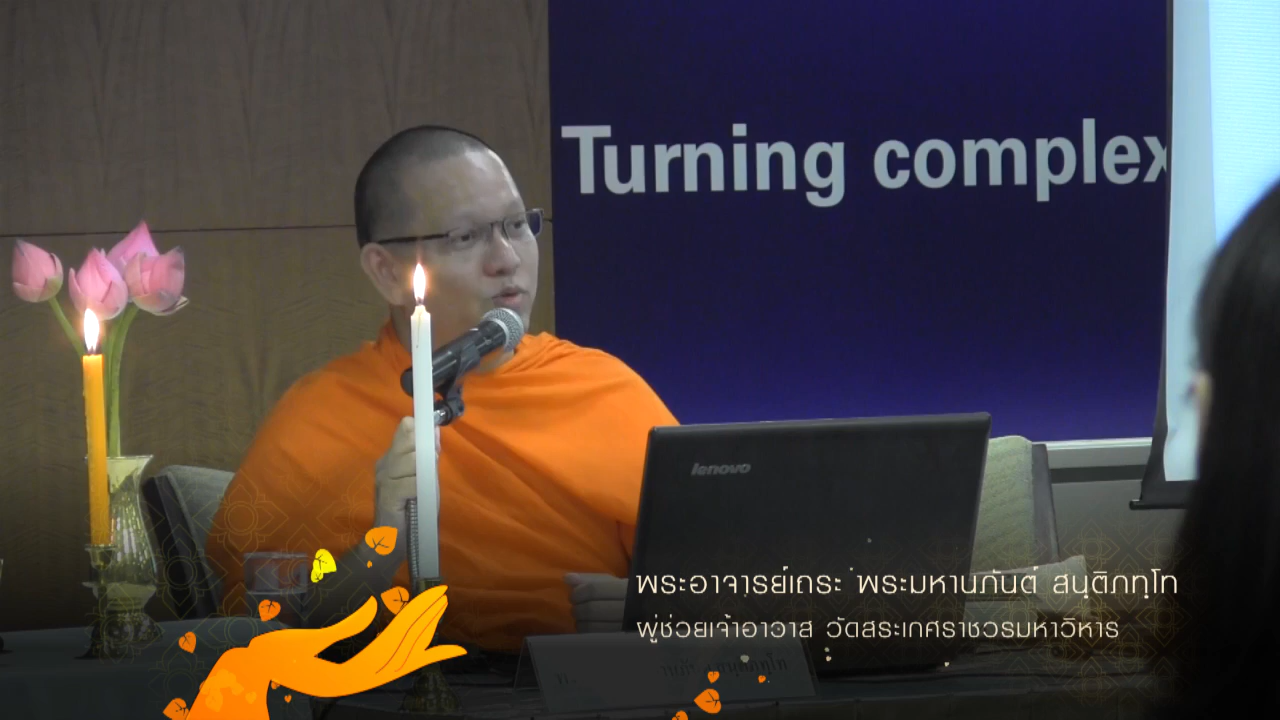 Turning complex
lenovo
พระอาจารย์เถระ พระมหานภันต์ สนฺติภทฺโท
ผู้ช่วยเจ้าอาวาส วัดสระเกศราชวรมหาวิหาร